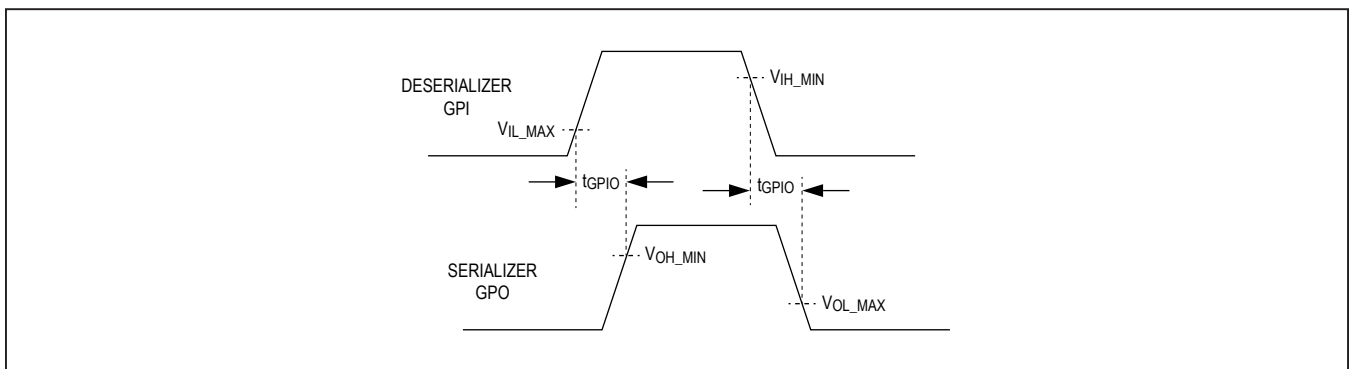 DESERIALIZER
GPI
VIH_MIN
VIL_MAX
tGPIO
tGPIO
SERIALIZER
GPO
VOH_MIN
VOL_MAX